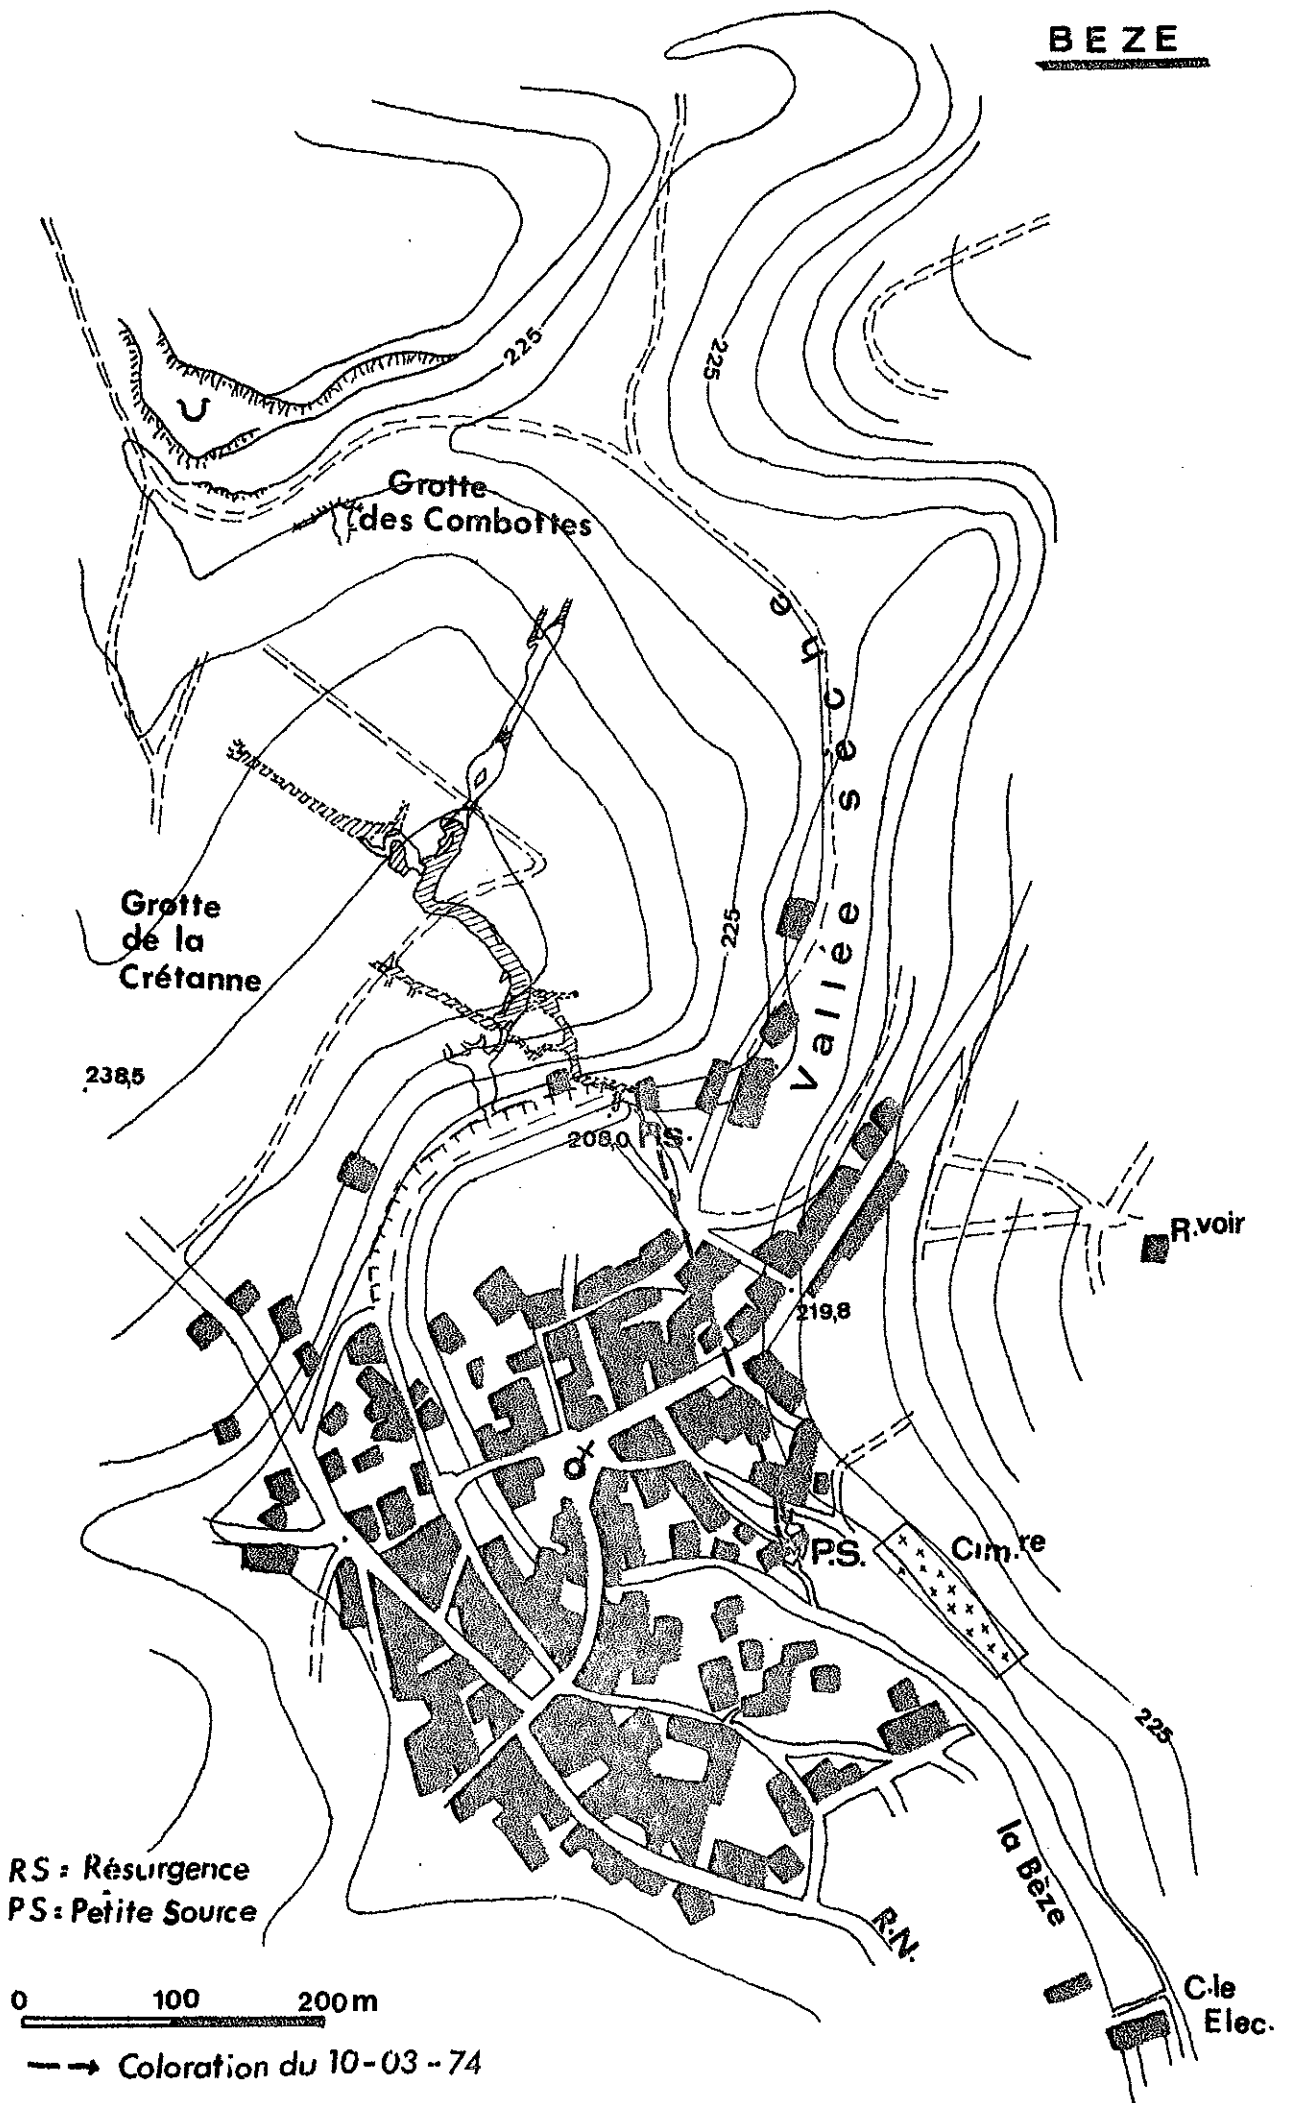 BEZE
225
225
Grotte
des Combottes
Vallée sèche
225
Grotte
de la
Crétanne
238,5
208,0 RS.
R.voir
219,8
P.S.
Cim.re
225
la Bèze
RS = Résurgence
PS = Petite Source
R.N.
0 100 200m
C.le
Elec.
Coloration du 10-03-74